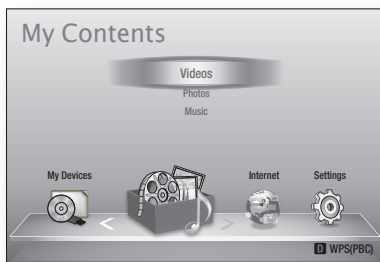 My Contents
Videos
Photos
Music
My Devices
Internet
Settings
D WPS(PBC)